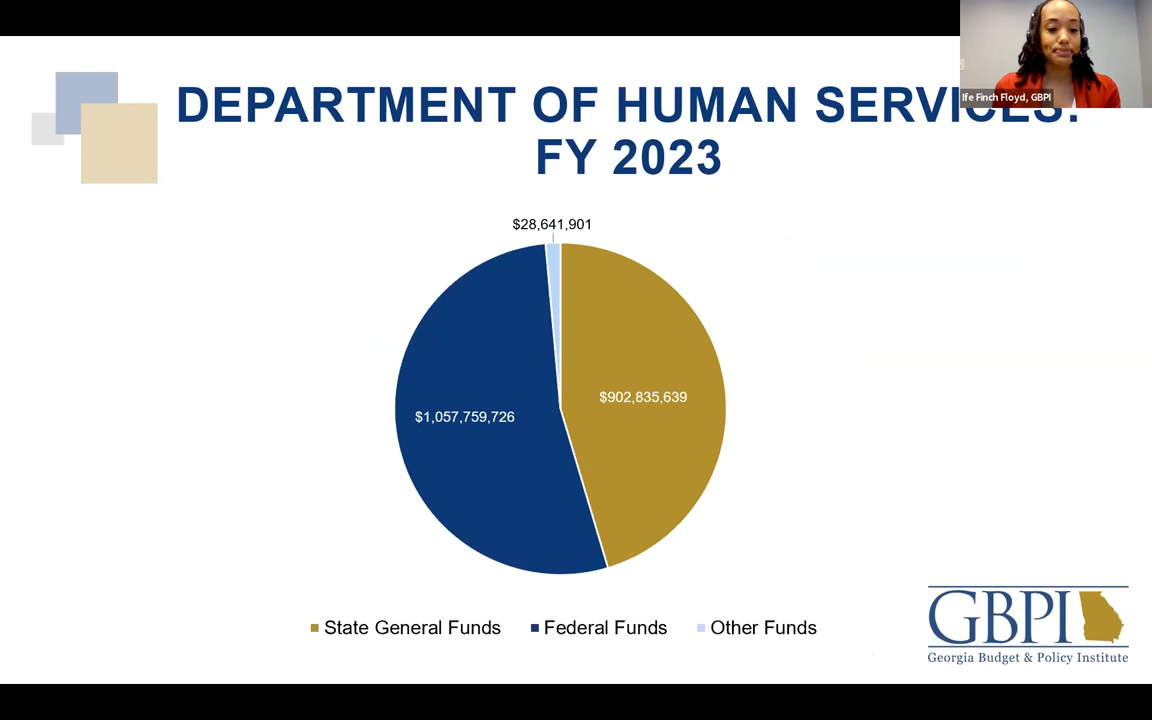 DEPARTMENT OF HUMAN SERVICES:
FY 2023
Ife Finch Floyd, GBPI
$28,641,901
$902,835,639
$1,057,759,726
State General Funds Federal Funds Other Funds
GBPI
Georgia Budget & Policy Institute